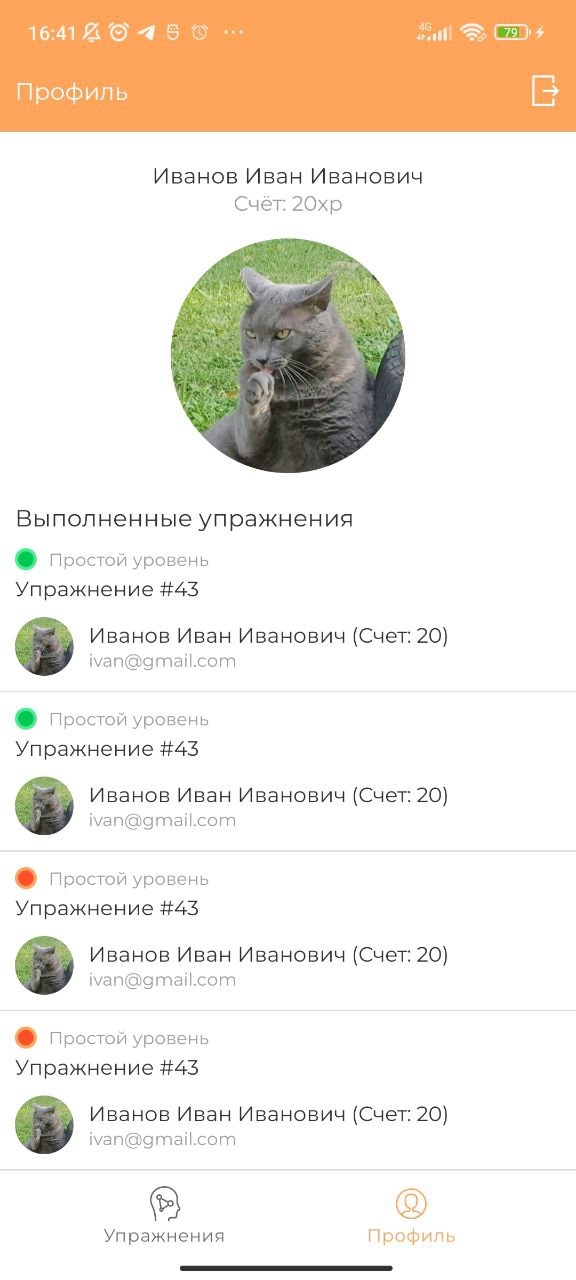 16:41
4G
79
Профиль
Иванов Иван Иванович
Счёт: 20xp
Выполненные упражнения
Простой уровень
Упражнение #43
Иванов Иван Иванович (Счет: 20)
ivan@gmail.com
Простой уровень
Упражнение #43
Иванов Иван Иванович (Счет: 20)
ivan@gmail.com
Простой уровень
Упражнение #43
Иванов Иван Иванович (Счет: 20)
ivan@gmail.com
Простой уровень
Упражнение #43
Иванов Иван Иванович (Счет: 20)
ivan@gmail.com
Упражнения
Профиль